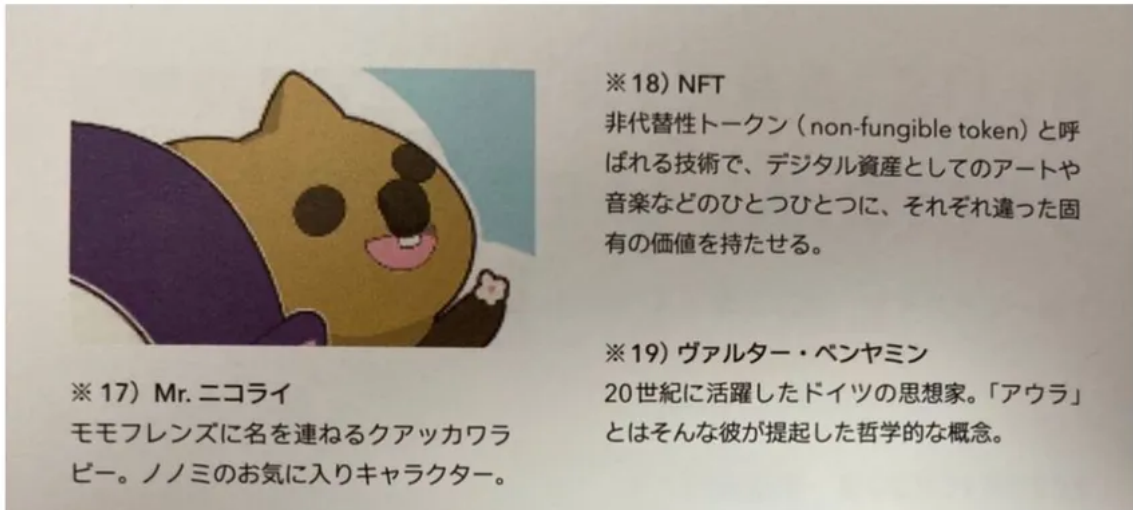 ※17）Mr. ニコライ
モモフレンズに名を連ねるクアッカワラ
ビー。ノノミのお気に入りキャラクター。
※18）NFT
非代替性トークン（non-fungible token）と呼
ばれる技術で、デジタル資産としてのアートや
音楽などのひとつひとつに、それぞれ違った固
有の価値を持たせる。
※19）ヴァルター・ベンヤミン
20世紀に活躍したドイツの思想家。「アウラ」
とはそんな彼が提起した哲学的な概念。